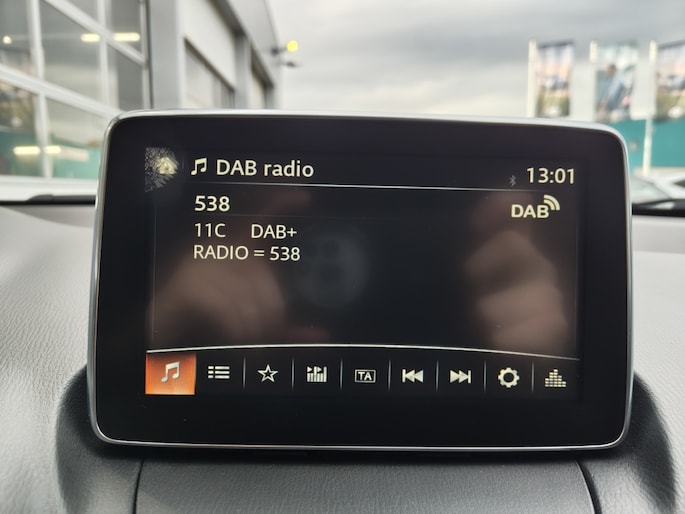 DAB radio
13:01
538
DAB
11C DAB+
RADIO = 538
TA